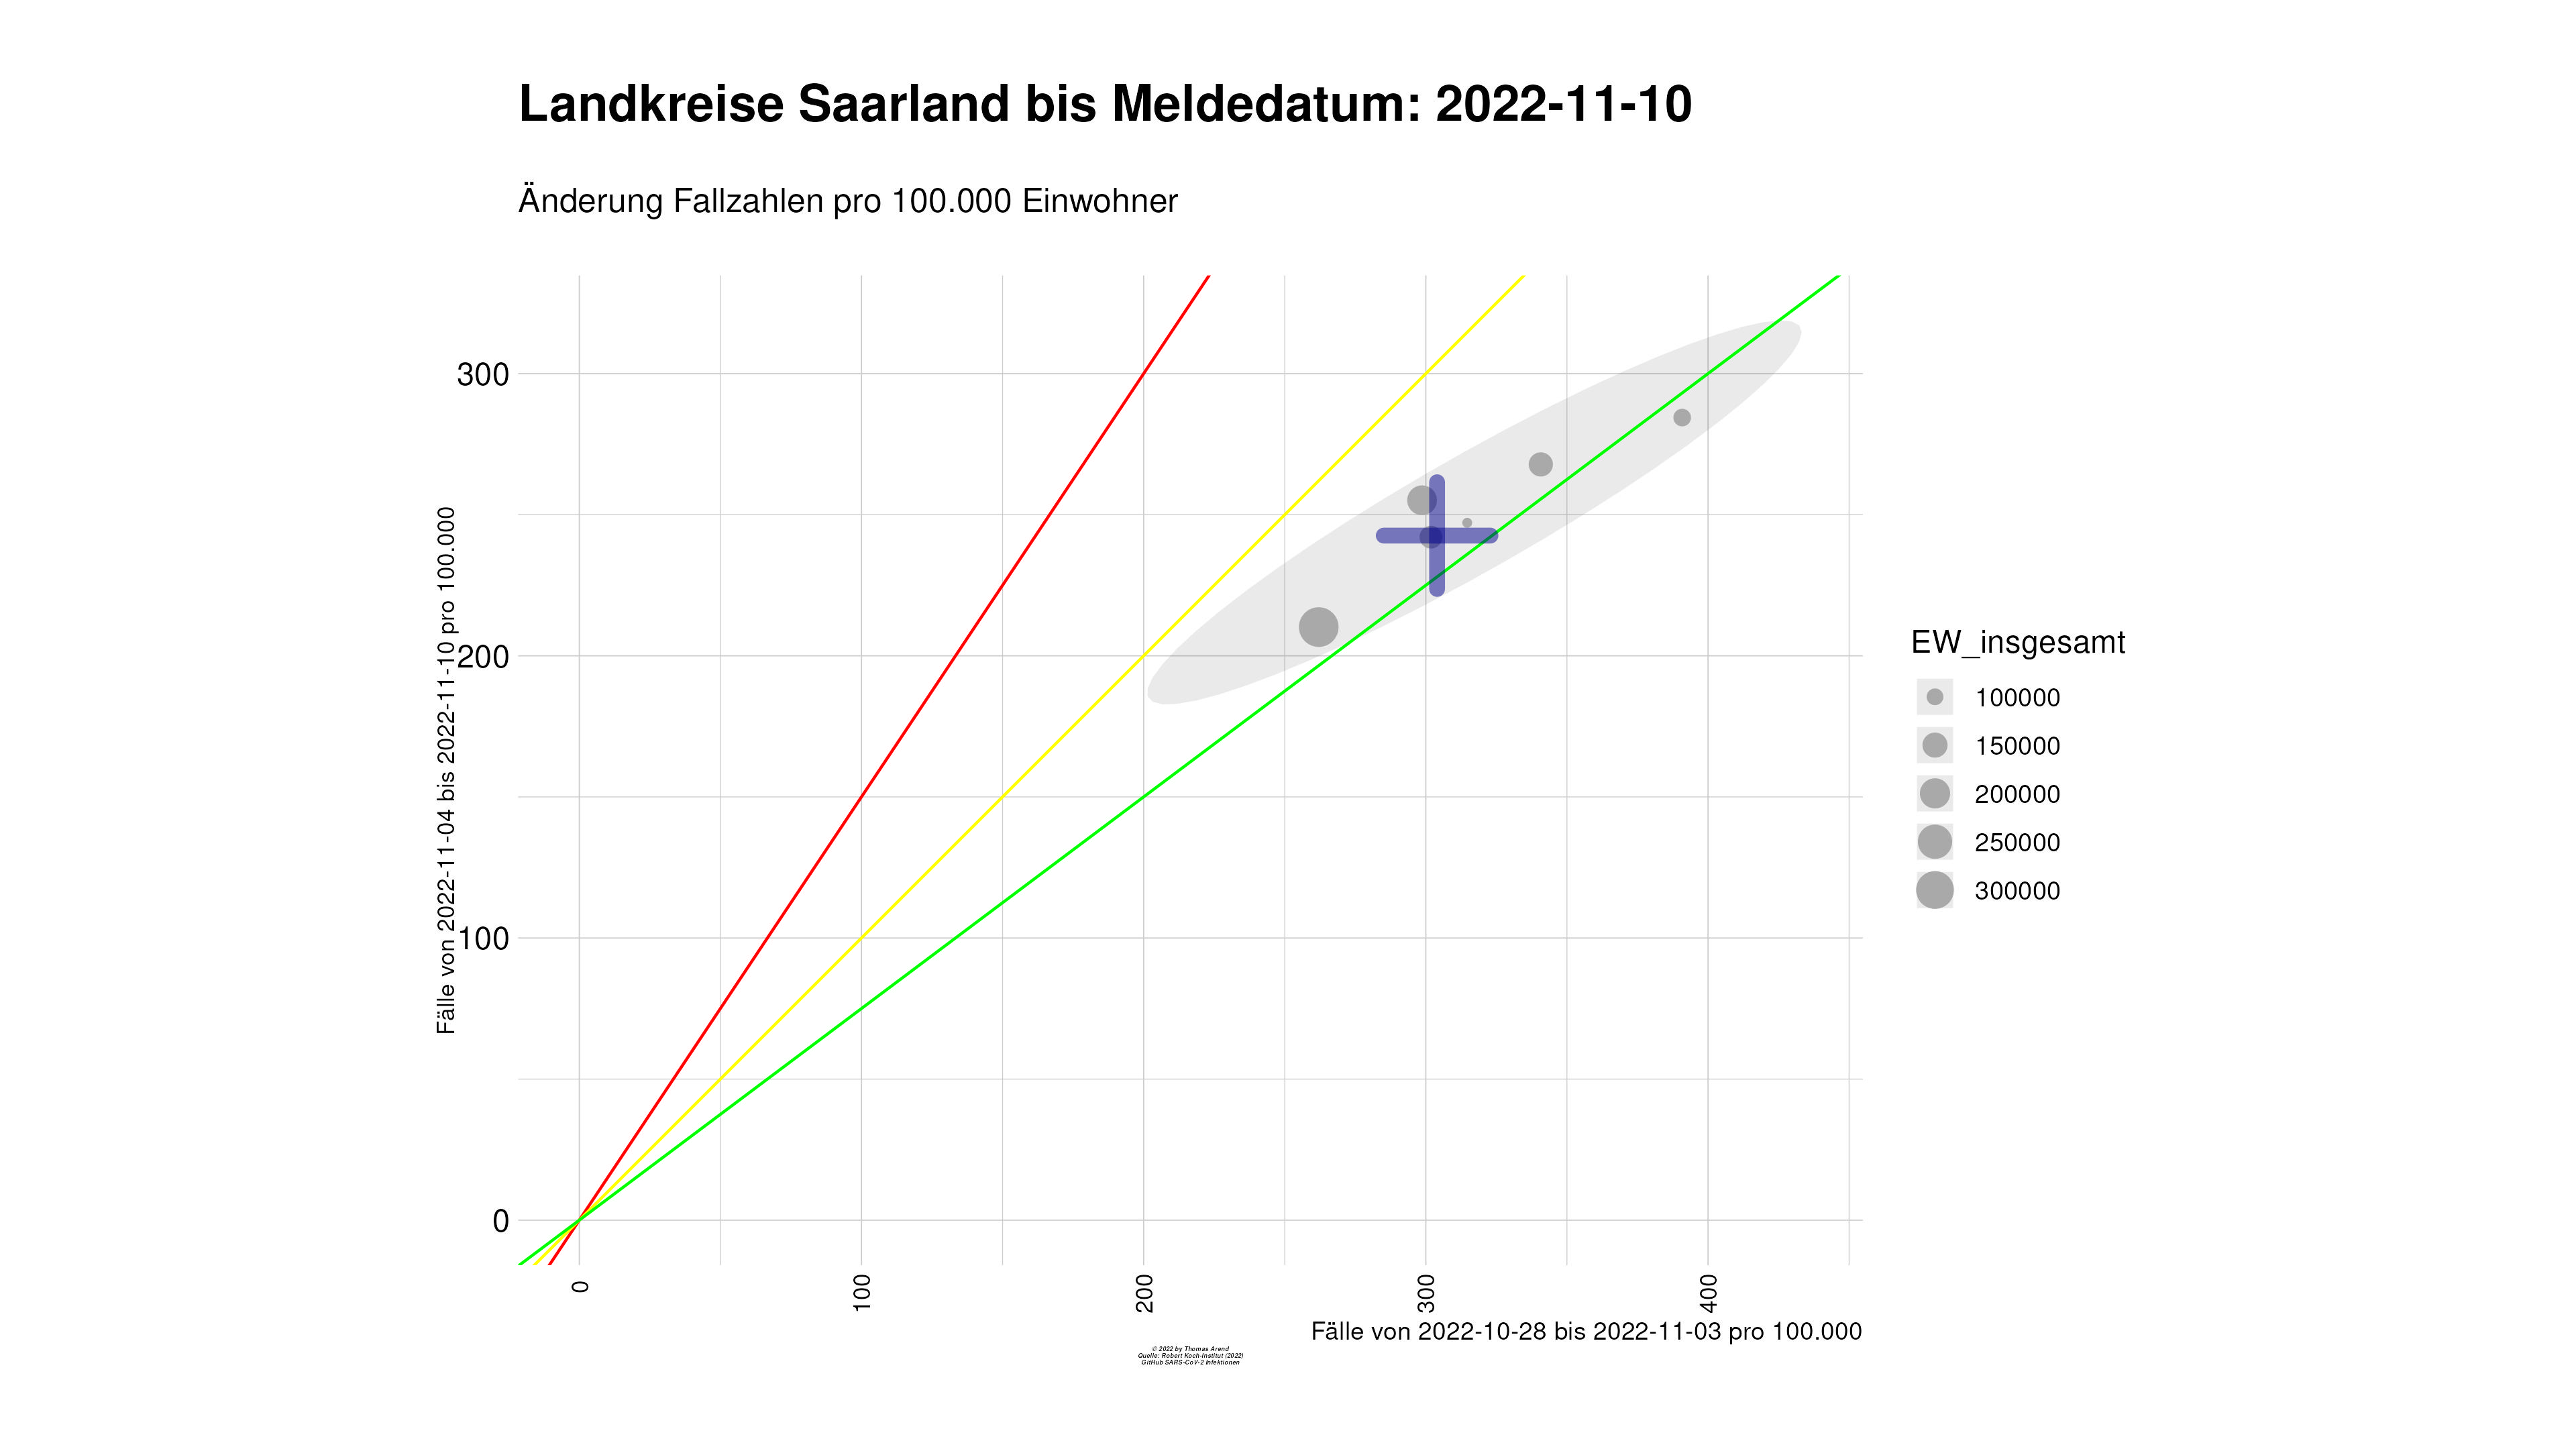 Landkreise Saarland bis Meldedatum: 2022-11-10
Änderung Fallzahlen pro 100.000 Einwohner
Fälle von 2022-11-04 bis 2022-11-10 pro 100.000
300
200
100
0
0
100
200
300
400
Fälle von 2022-10-28 bis 2022-11-03 pro 100.000
EW_insgesamt
100000
150000
200000
250000
300000
© 2022 by Thomas Arend
Quelle: Robert Koch-Institut (2022)
GitHub SARS-CoV-2 Infektionen